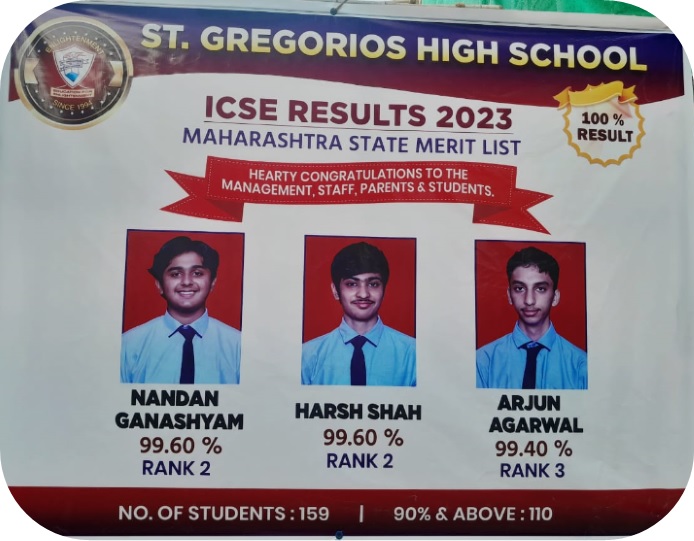 ST. GREGORIOS HIGH SCHOOL
SINCE 1994
ICSE RESULTS 2023
MAHARASHTRA STATE MERIT LIST
100 %
RESULT
HEARTY CONGRATULATIONS TO THE
MANAGEMENT, STAFF, PARENTS & STUDENTS.
NANDAN
GANASHYAM
99.60 %
RANK 2
HARSH SHAH
99.60 %
RANK 2
ARJUN
AGARWAL
99.40 %
RANK 3
NO. OF STUDENTS : 159 | 90% & ABOVE : 110